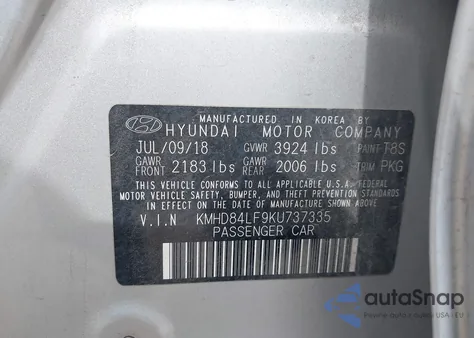 MANUFACTURED IN KOREA BY
HYUNDAI MOTOR COMPANY
JUL/09/18 GVWR 3924 lbs PAINT T8S
GAWR FRONT 2183 lbs GAWR REAR 2006 lbs TRIM PKG
THIS VEHICLE CONFORMS TO ALL APPLICABLE U.S.A. FEDERAL
MOTOR VEHICLE SAFETY, BUMPER, AND THEFT PREVENTION STANDARDS
IN EFFECT ON THE DATE OF MANUFACTURE SHOWN ABOVE.
V.I.N KMHD84LF9KU737335
PASSENGER CAR
autoSnap